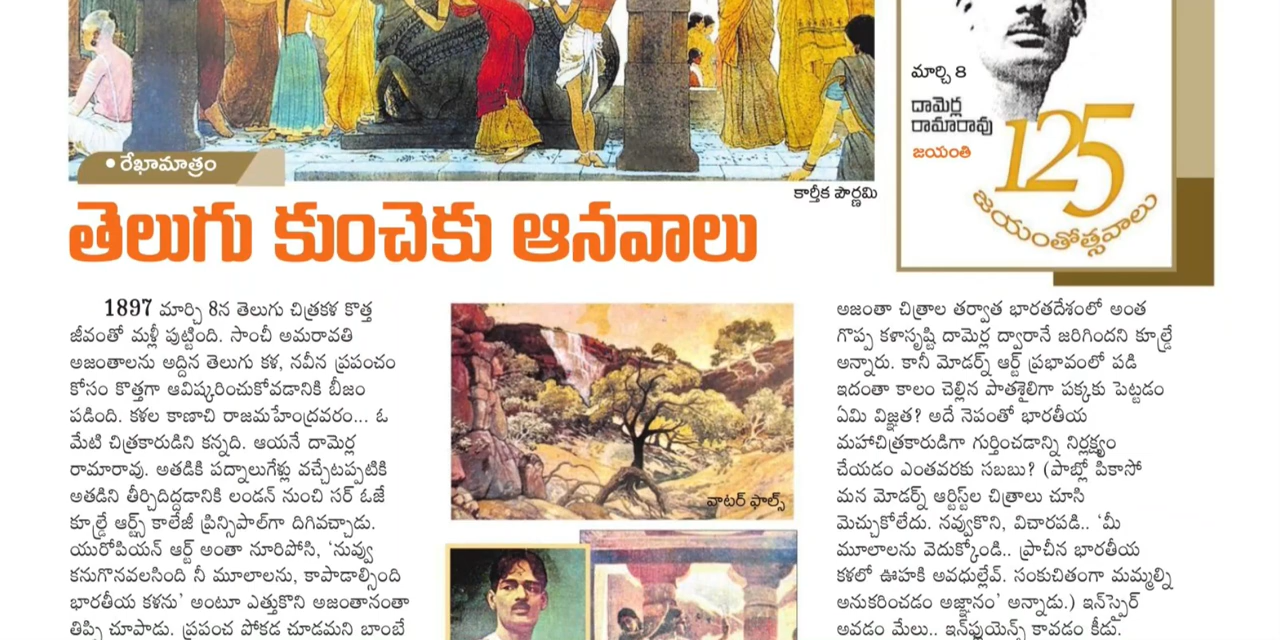 మార్చి 8
దామెర్ల
రామారావు
జయంతి
125
జయంతోత్సవాలు
• రేఖామాత్రం
కార్తీక పౌర్ణమి
తెలుగు కుంచెకు ఆనవాలు
1897 మార్చి 8న తెలుగు చిత్రకళ కొత్త
జీవంతో మళ్లీ పుట్టింది. సాంచీ అమరావతి
అజంతాలను అద్దిన తెలుగు కళ, నవీన ప్రపంచం
కోసం కొత్తగా ఆవిష్కరించుకోవడానికి బీజం
పడింది. కళల కాణాచి రాజమహేంద్రవరం... ఓ
మేటి చిత్రకారుడిని కన్నది. ఆయనే దామెర్ల
రామారావు. అతడికి పద్నాలుగేళ్లు వచ్చేటప్పటికి
అతడిని తీర్చిదిద్దడానికి లండన్ నుంచి సర్ ఓజే
కూల్డ్రే ఆర్ట్స్ కాలేజీ ప్రిన్సిపాల్‌గా దిగివచ్చాడు.
యురోపియన్ ఆర్ట్ అంతా నూరిపోసి, ‘నువ్వు
కనుగొనవలసింది నీ మూలాలను, కాపాడాల్సింది
భారతీయ కళను’ అంటూ ఎత్తుకొని అజంతానంతా
తిప్పి చూపాడు. ప్రపంచ పోకడ చూడమని బాంబే
వాటర్ ఫాల్స్
అజంతా చిత్రాల తర్వాత భారతదేశంలో అంత
గొప్ప కళాసృష్టి దామెర్ల ద్వారానే జరిగిందని కూల్డ్రే
అన్నారు. కానీ మోడర్న్ ఆర్ట్ ప్రభావంలో పడి
ఇదంతా కాలం చెల్లిన పాతశైలిగా పక్కకు పెట్టడం
ఏమి విజ్ఞత? అదే నెపంతో భారతీయ
మహాచిత్రకారుడిగా గుర్తించడాన్ని నిర్లక్ష్యం
చేయడం ఎంతవరకు సబబు? (పాబ్లో పికాసో
మన మోడర్న్ ఆర్టిస్ట్‌ల చిత్రాలు చూసి
మెచ్చుకోలేదు. నవ్వుకొని, విచారపడి.. ‘మీ
మూలాలను వెదుక్కోండి.. ప్రాచీన భారతీయ
కళలో ఊహకి అవధుల్లేవ్. సంకుచితంగా మమ్మల్ని
అనుకరించడం అజ్ఞానం’ అన్నాడు.) ఇన్‌స్పైర్
అవడం మేలు.. ఇన్‌ఫ్లుయెన్స్ కావడం కీడు.